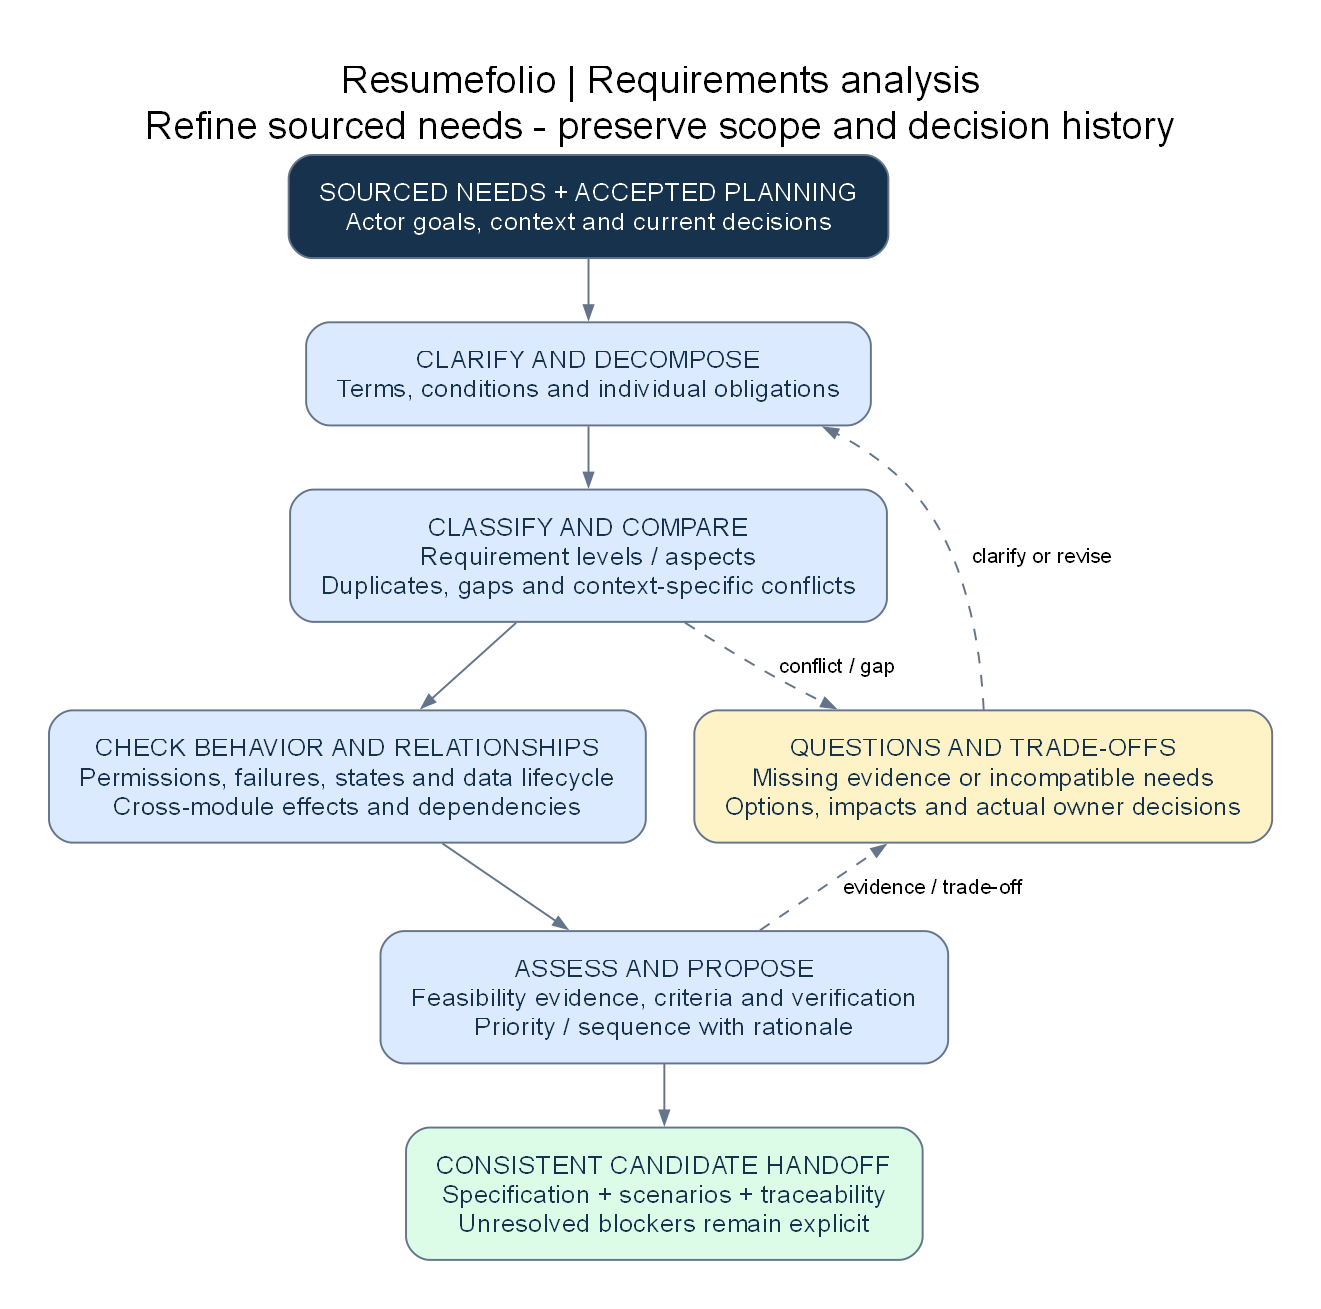 Resumefolio | Requirements analysis
Refine sourced needs - preserve scope and decision history
SOURCED NEEDS + ACCEPTED PLANNING
Actor goals, context and current decisions
CLARIFY AND DECOMPOSE
Terms, conditions and individual obligations
CLASSIFY AND COMPARE
Requirement levels / aspects
Duplicates, gaps and context-specific conflicts
clarify or revise
conflict / gap
CHECK BEHAVIOR AND RELATIONSHIPS
Permissions, failures, states and data lifecycle
Cross-module effects and dependencies
QUESTIONS AND TRADE-OFFS
Missing evidence or incompatible needs
Options, impacts and actual owner decisions
evidence / trade-off
ASSESS AND PROPOSE
Feasibility evidence, criteria and verification
Priority / sequence with rationale
CONSISTENT CANDIDATE HANDOFF
Specification + scenarios + traceability
Unresolved blockers remain explicit